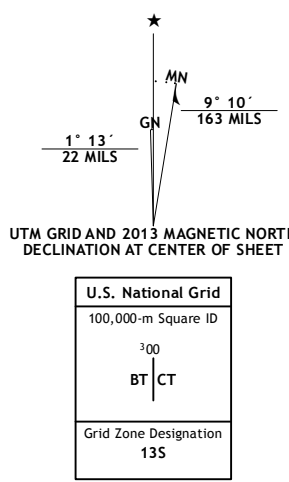 ★
MN
GN
9° 10´
163 MILS
1° 13´
22 MILS
UTM GRID AND 2013 MAGNETIC NORTH
DECLINATION AT CENTER OF SHEET
U.S. National Grid
100,000-m Square ID
³00
BT CT
Grid Zone Designation
13S